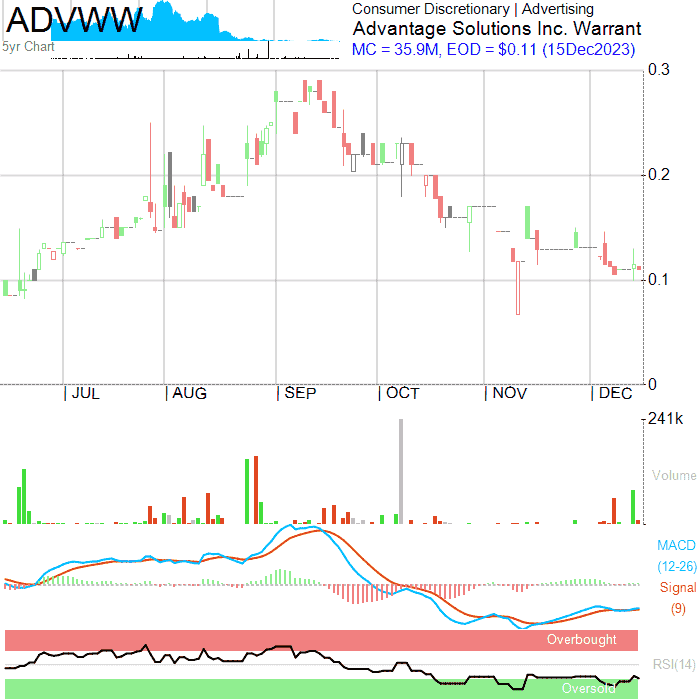 ADVWW
5yr Chart
Consumer Discretionary | Advertising
Advantage Solutions Inc. Warrant
MC = 35.9M, EOD = $0.11 (15Dec2023)
0.3
0.2
0.1
0
| JUL | AUG | SEP | OCT | NOV | DEC
241k
Volume
MACD
(12-26)
Signal
(9)
Overbought
RSI(14)
Oversold